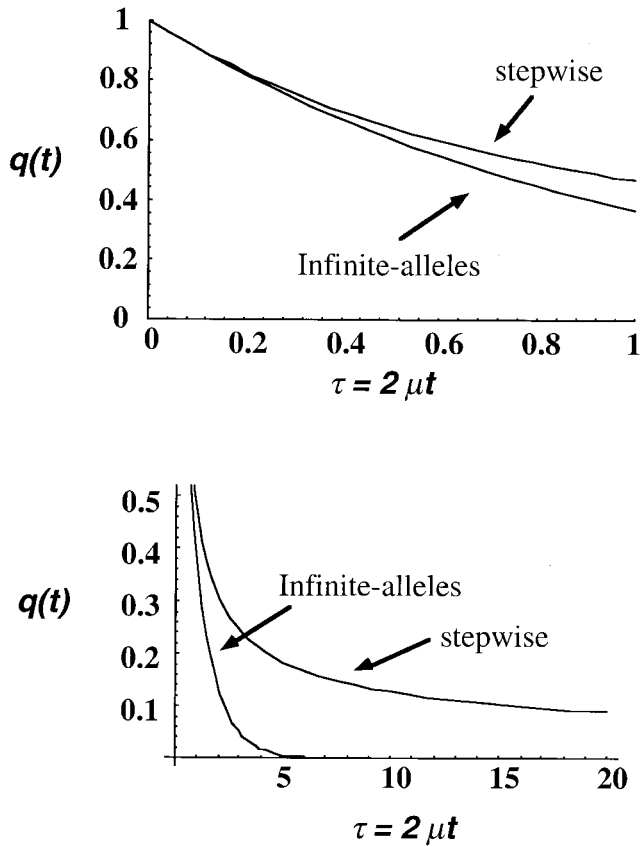 1
0.8
stepwise
q(t)
0.6
0.4
Infinite-alleles
0.2
0
0 0.2 0.4 0.6 0.8 1
τ = 2 μt
0.5
0.4
Infinite-alleles
q(t)
0.3
stepwise
0.2
0.1
5 10 15 20
τ = 2 μt